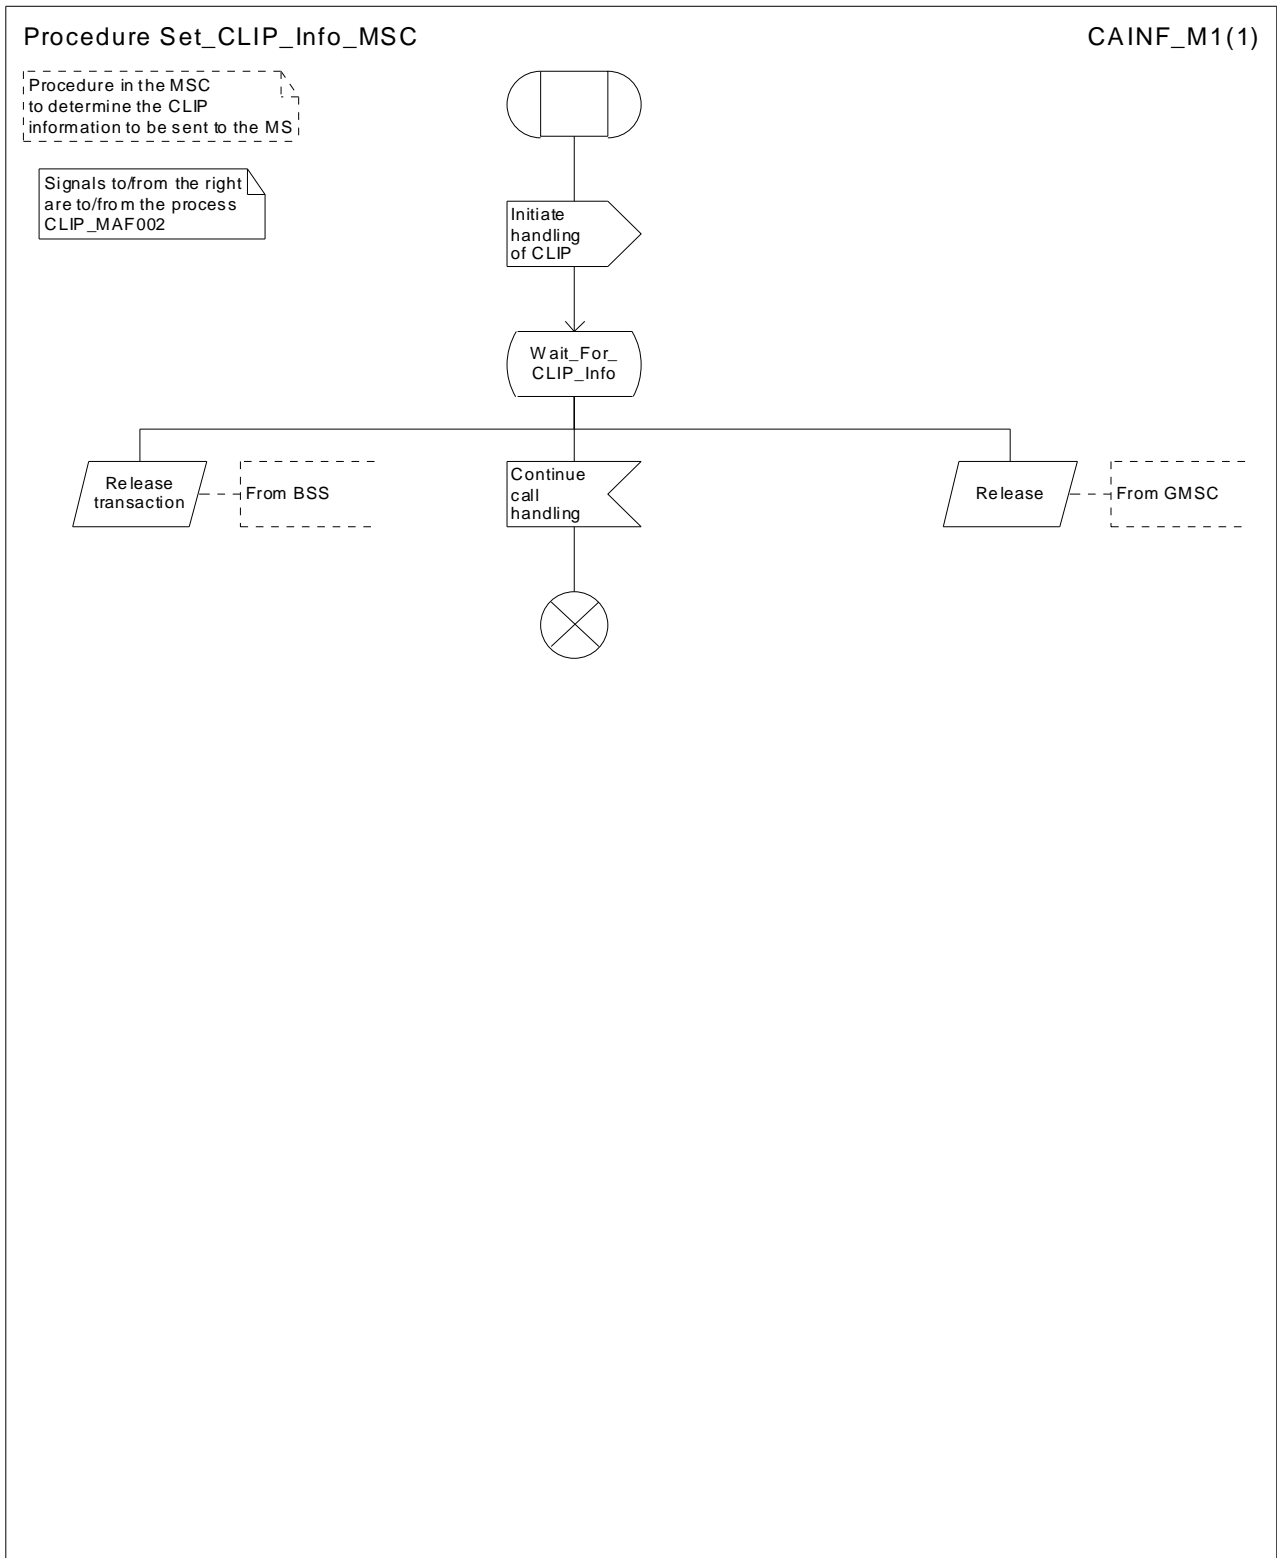 Procedure Set_CLIP_Info_MSC
CAINF_M1(1)
Procedure in the MSC
to determine the CLIP
information to be sent to the MS
Signals to/from the right
are to/from the process
CLIP_MAF002
Initiate
handling
of CLIP
Wait_For_
CLIP_Info
Release
transaction
From BSS
Continue
call
handling
Release
From GMSC